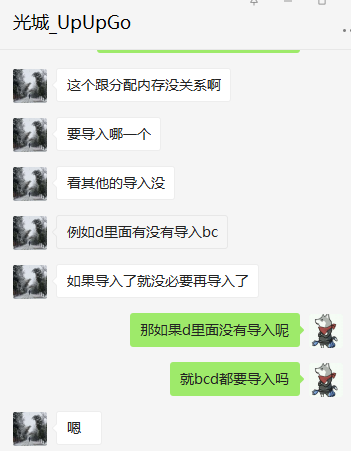 光城_UpUpGo
这个跟分配内存没关系啊
要导入哪一个
看其他的导入没
例如d里面有没有导入bc
如果导入了就没必要再导入了
那如果d里面没有导入呢
就bcd都要导入吗
嗯